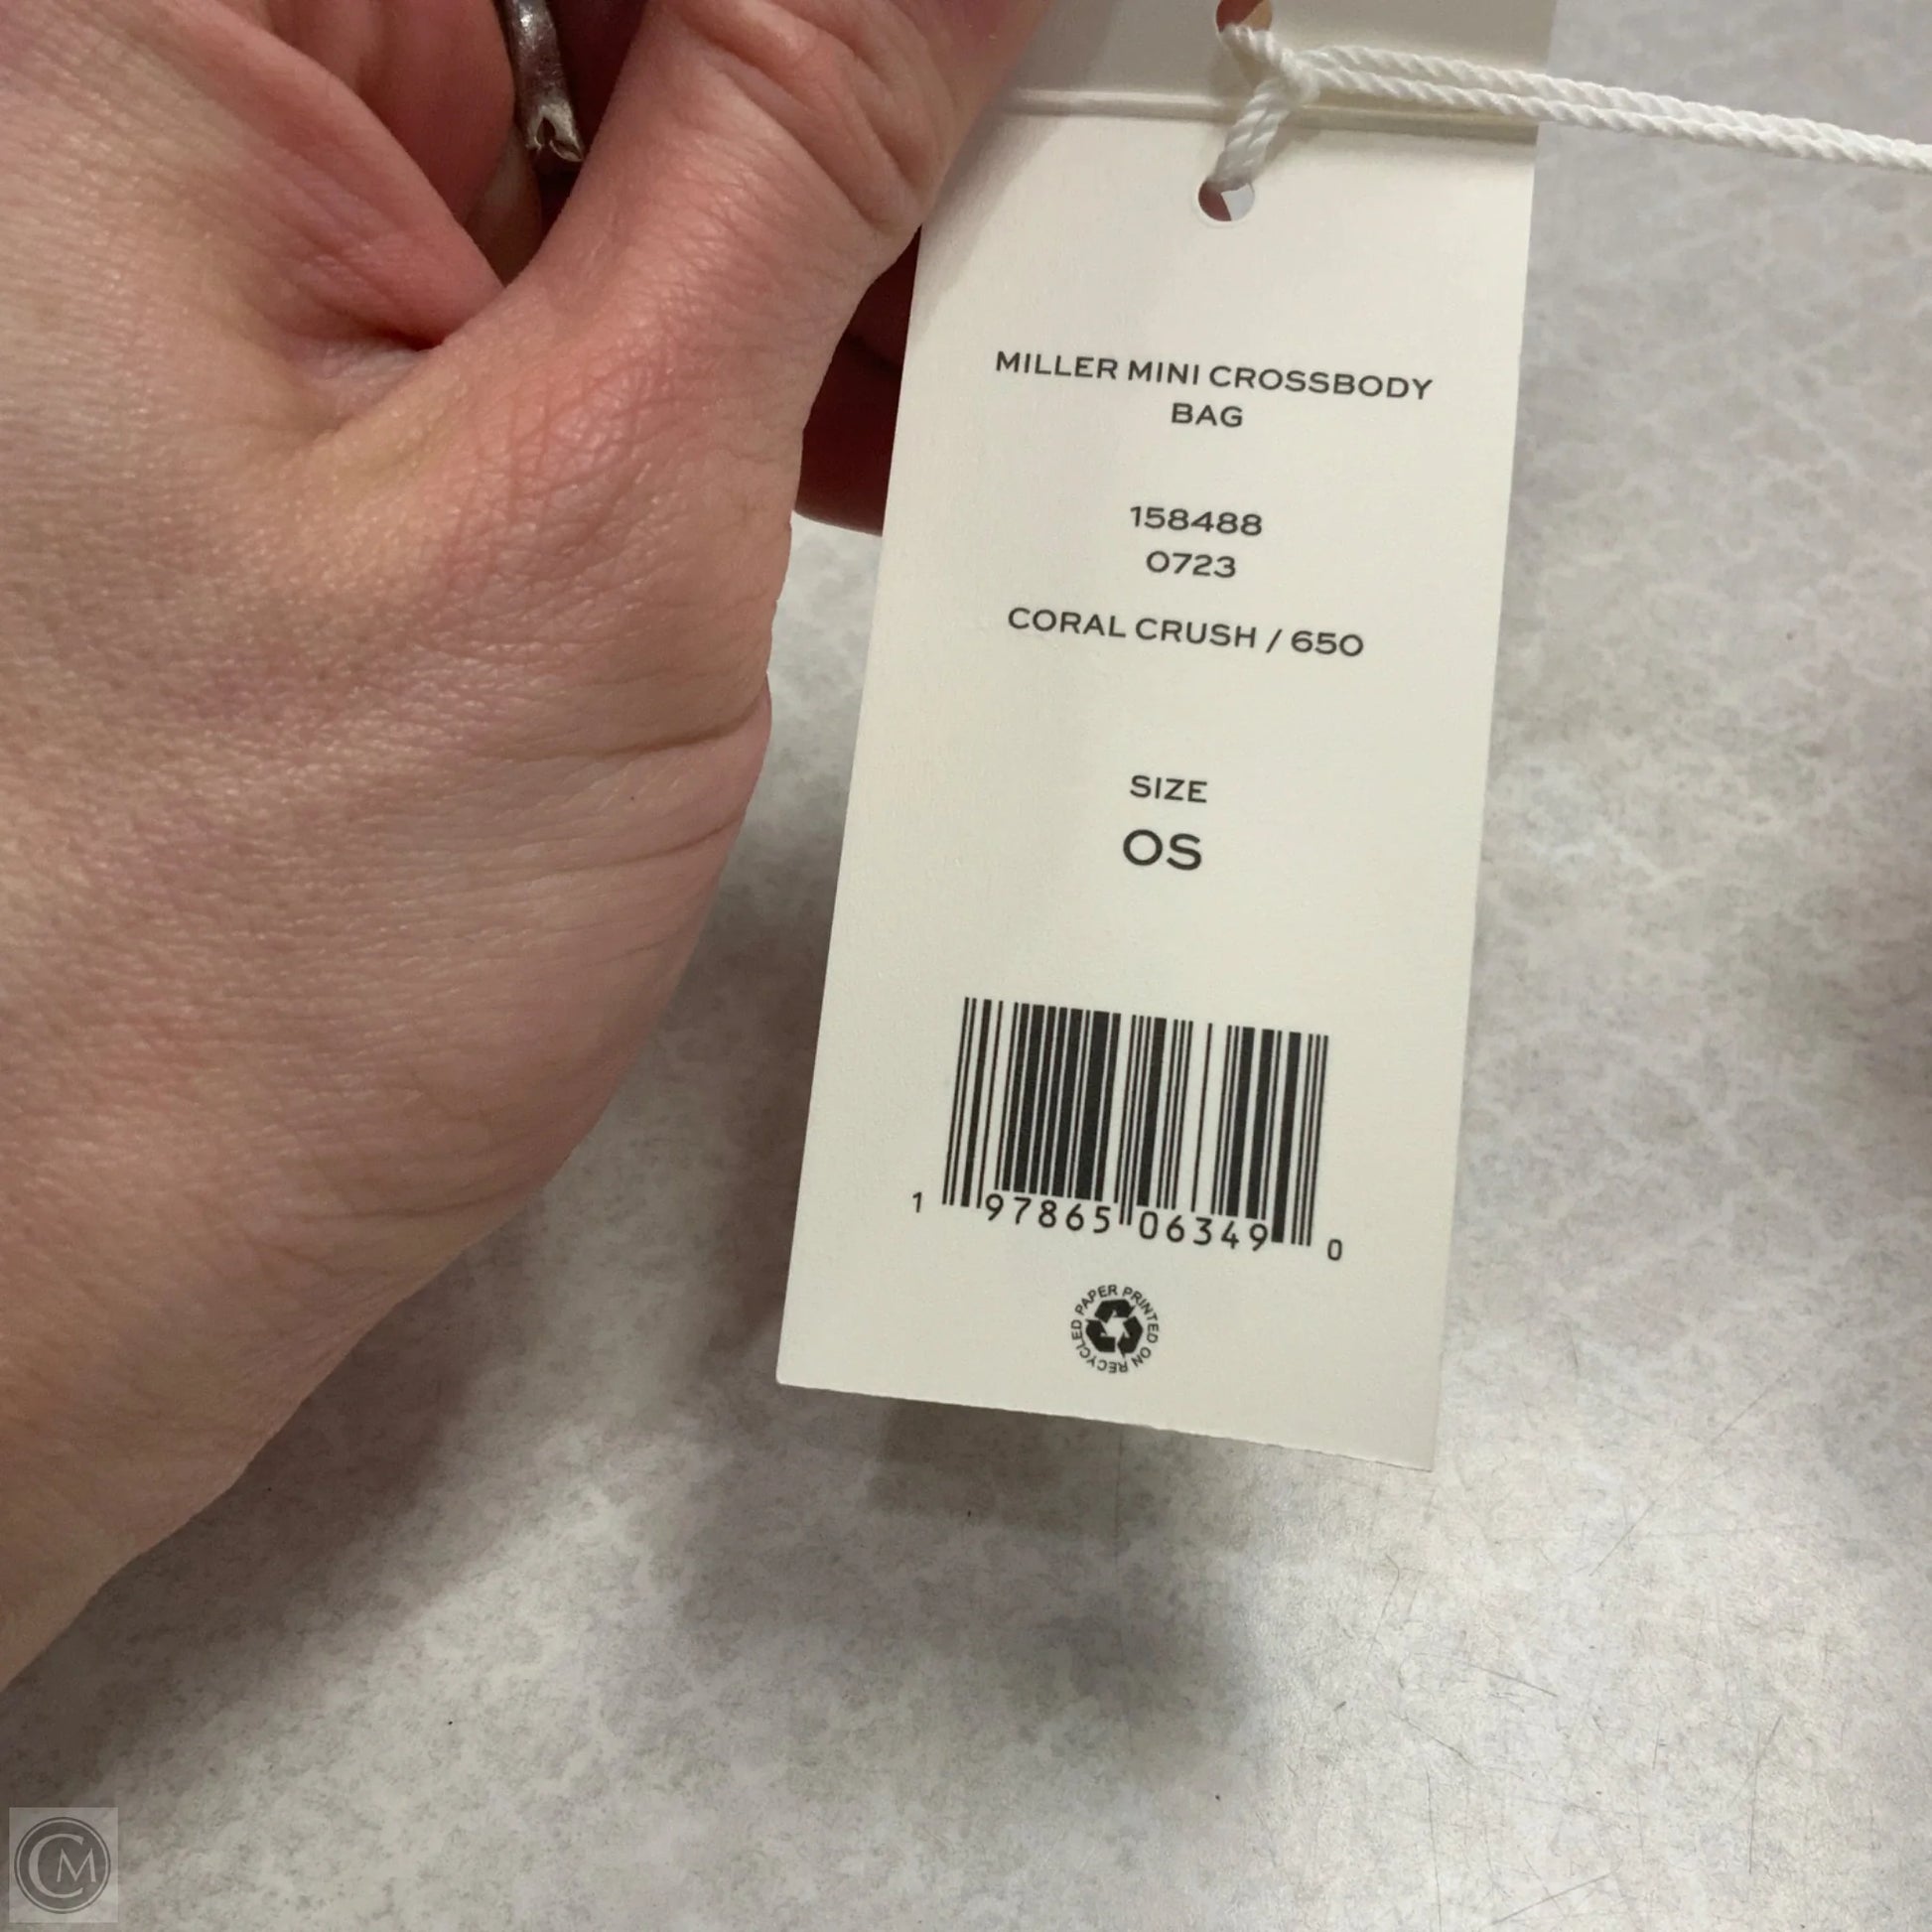 MILLER MINI CROSSBODY
BAG
158488
0723
CORAL CRUSH / 650
SIZE
OS
1 97865 06349 0
PRINTED ON RECYCLED PAPER
CM